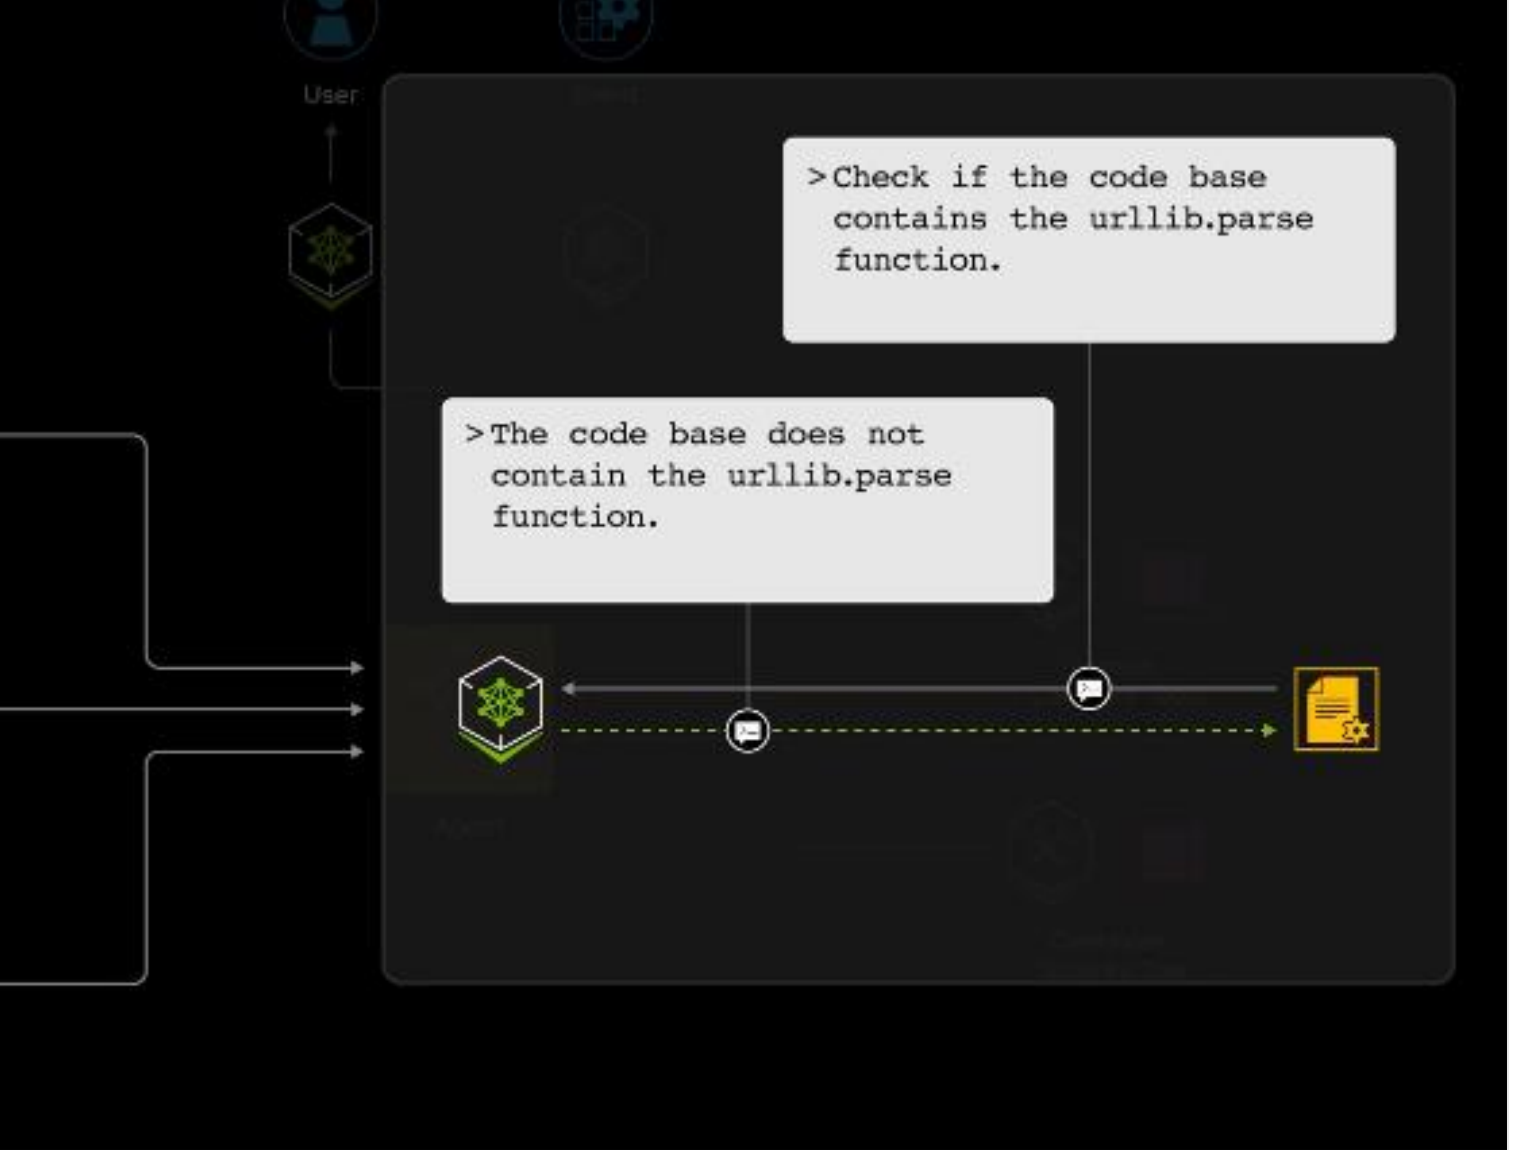 User
>Check if the code base
contains the urllib.parse
function.
>The code base does not
contain the urllib.parse
function.